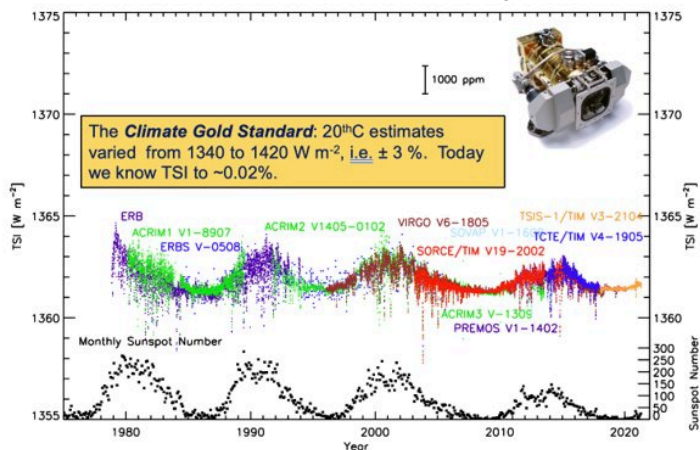 1375
1370
1365
1360
1355
TSI [W m-2]
1375
1370
1365
1360
TSI [W m-2]
1000 ppm
The Climate Gold Standard: 20thC estimates
varied from 1340 to 1420 W m-2, i.e. ± 3 %. Today
we know TSI to ~0.02%.
ERB
ACRIM1 V1-8907
ERBS V-0508
ACRIM2 V1405-0102
VIRGO V6-1805
TSIS-1/TIM V3-2104
TCTE/TIM V4-1905
SORCE/TIM V19-2002
ACRIM3 V-1309
PREMOS V1-1402
Monthly Sunspot Number
300
250
200
150
100
50
0
Sunspot Number
1980
1990
2000
2010
2020
Year